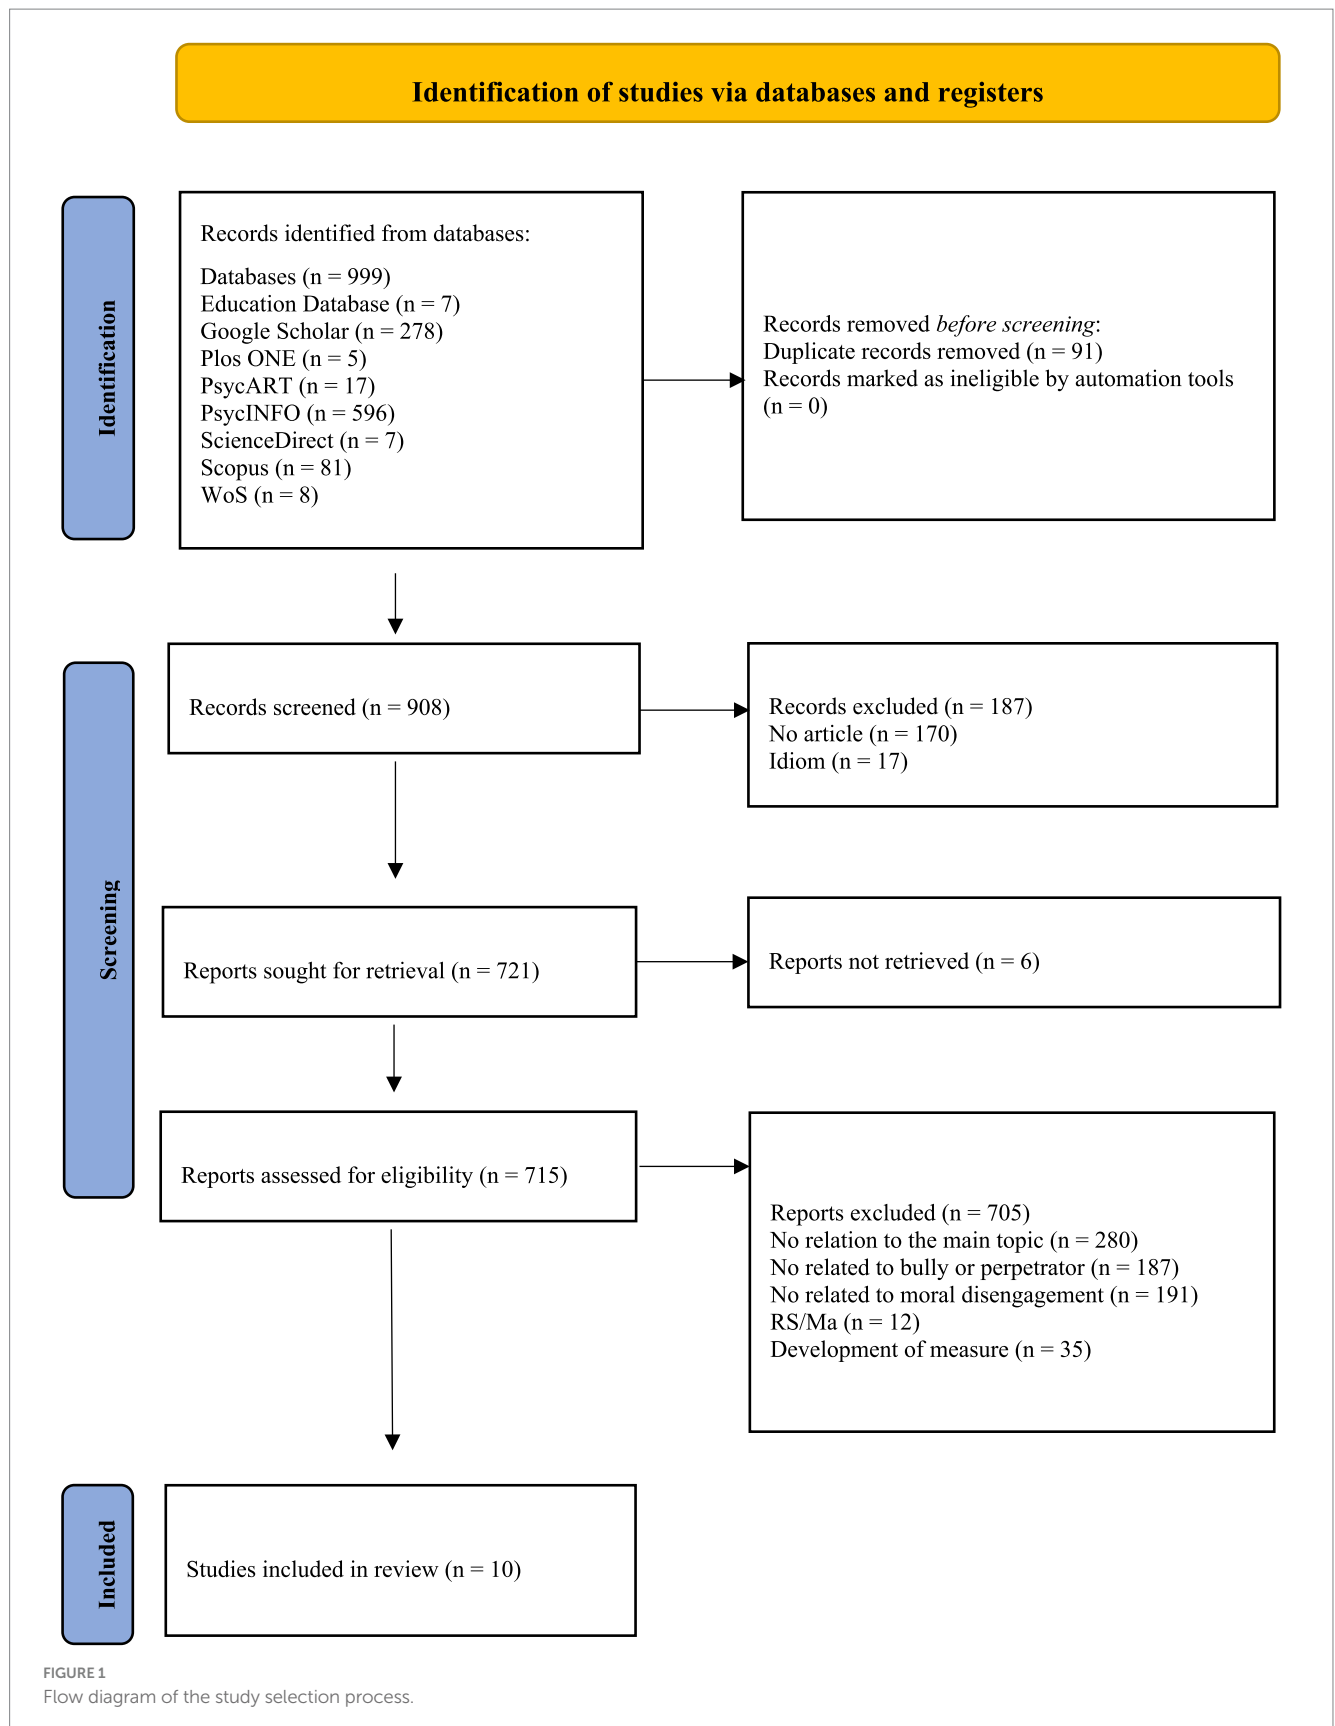 Identification of studies via databases and registers
Identification
Records identified from databases:
Databases (n = 999)
Education Database (n = 7)
Google Scholar (n = 278)
Plos ONE (n = 5)
PsycART (n = 17)
PsycINFO (n = 596)
ScienceDirect (n = 7)
Scopus (n = 81)
WoS (n = 8)
Records removed before screening:
Duplicate records removed (n = 91)
Records marked as ineligible by automation tools
(n = 0)
Screening
Records screened (n = 908)
Records excluded (n = 187)
No article (n = 170)
Idiom (n = 17)
Reports sought for retrieval (n = 721)
Reports not retrieved (n = 6)
Reports assessed for eligibility (n = 715)
Reports excluded (n = 705)
No relation to the main topic (n = 280)
No related to bully or perpetrator (n = 187)
No related to moral disengagement (n = 191)
RS/Ma (n = 12)
Development of measure (n = 35)
Included
Studies included in review (n = 10)
FIGURE 1
Flow diagram of the study selection process.